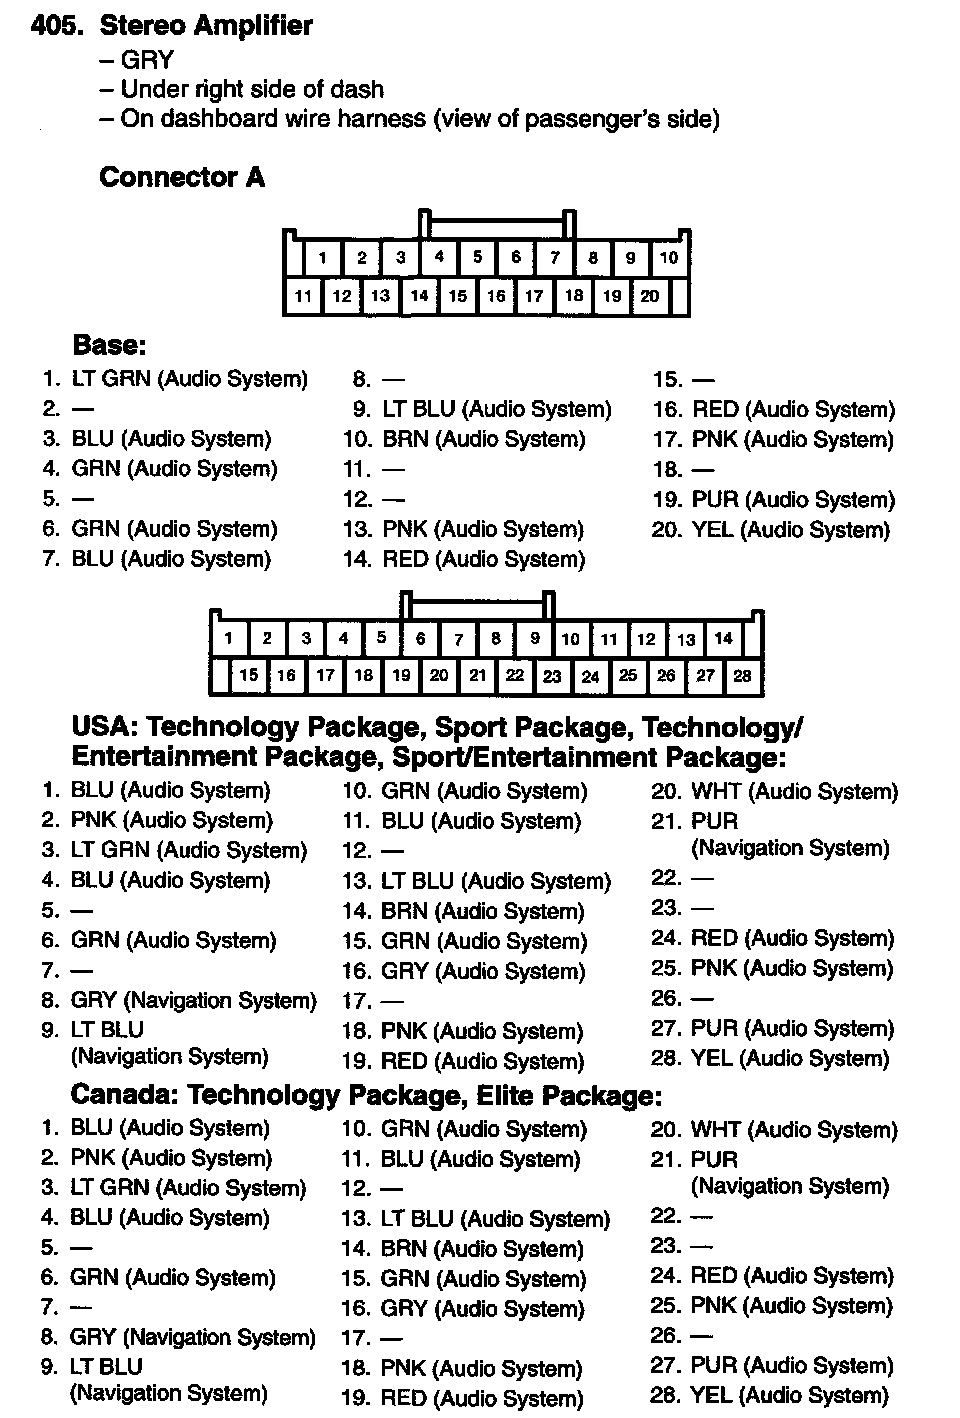 405. Stereo Amplifier
– GRY
– Under right side of dash
– On dashboard wire harness (view of passenger's side)
Connector A
1 2 3 4 5 6 7 8 9 10
11 12 13 14 15 16 17 18 19 20
Base:
1. LT GRN (Audio System)
2. —
3. BLU (Audio System)
4. GRN (Audio System)
5. —
6. GRN (Audio System)
7. BLU (Audio System)
8. —
9. LT BLU (Audio System)
10. BRN (Audio System)
11. —
12. —
13. PNK (Audio System)
14. RED (Audio System)
15. —
16. RED (Audio System)
17. PNK (Audio System)
18. —
19. PUR (Audio System)
20. YEL (Audio System)
1 2 3 4 5 6 7 8 9 10 11 12 13 14
15 16 17 18 19 20 21 22 23 24 25 26 27 28
USA: Technology Package, Sport Package, Technology/
Entertainment Package, Sport/Entertainment Package:
1. BLU (Audio System)
2. PNK (Audio System)
3. LT GRN (Audio System)
4. BLU (Audio System)
5. —
6. GRN (Audio System)
7. —
8. GRY (Navigation System)
9. LT BLU
(Navigation System)
10. GRN (Audio System)
11. BLU (Audio System)
12. —
13. LT BLU (Audio System)
14. BRN (Audio System)
15. GRN (Audio System)
16. GRY (Audio System)
17. —
18. PNK (Audio System)
19. RED (Audio System)
20. WHT (Audio System)
21. PUR
(Navigation System)
22. —
23. —
24. RED (Audio System)
25. PNK (Audio System)
26. —
27. PUR (Audio System)
28. YEL (Audio System)
Canada: Technology Package, Elite Package:
1. BLU (Audio System)
2. PNK (Audio System)
3. LT GRN (Audio System)
4. BLU (Audio System)
5. —
6. GRN (Audio System)
7. —
8. GRY (Navigation System)
9. LT BLU
(Navigation System)
10. GRN (Audio System)
11. BLU (Audio System)
12. —
13. LT BLU (Audio System)
14. BRN (Audio System)
15. GRN (Audio System)
16. GRY (Audio System)
17. —
18. PNK (Audio System)
19. RED (Audio System)
20. WHT (Audio System)
21. PUR
(Navigation System)
22. —
23. —
24. RED (Audio System)
25. PNK (Audio System)
26. —
27. PUR (Audio System)
28. YEL (Audio System)